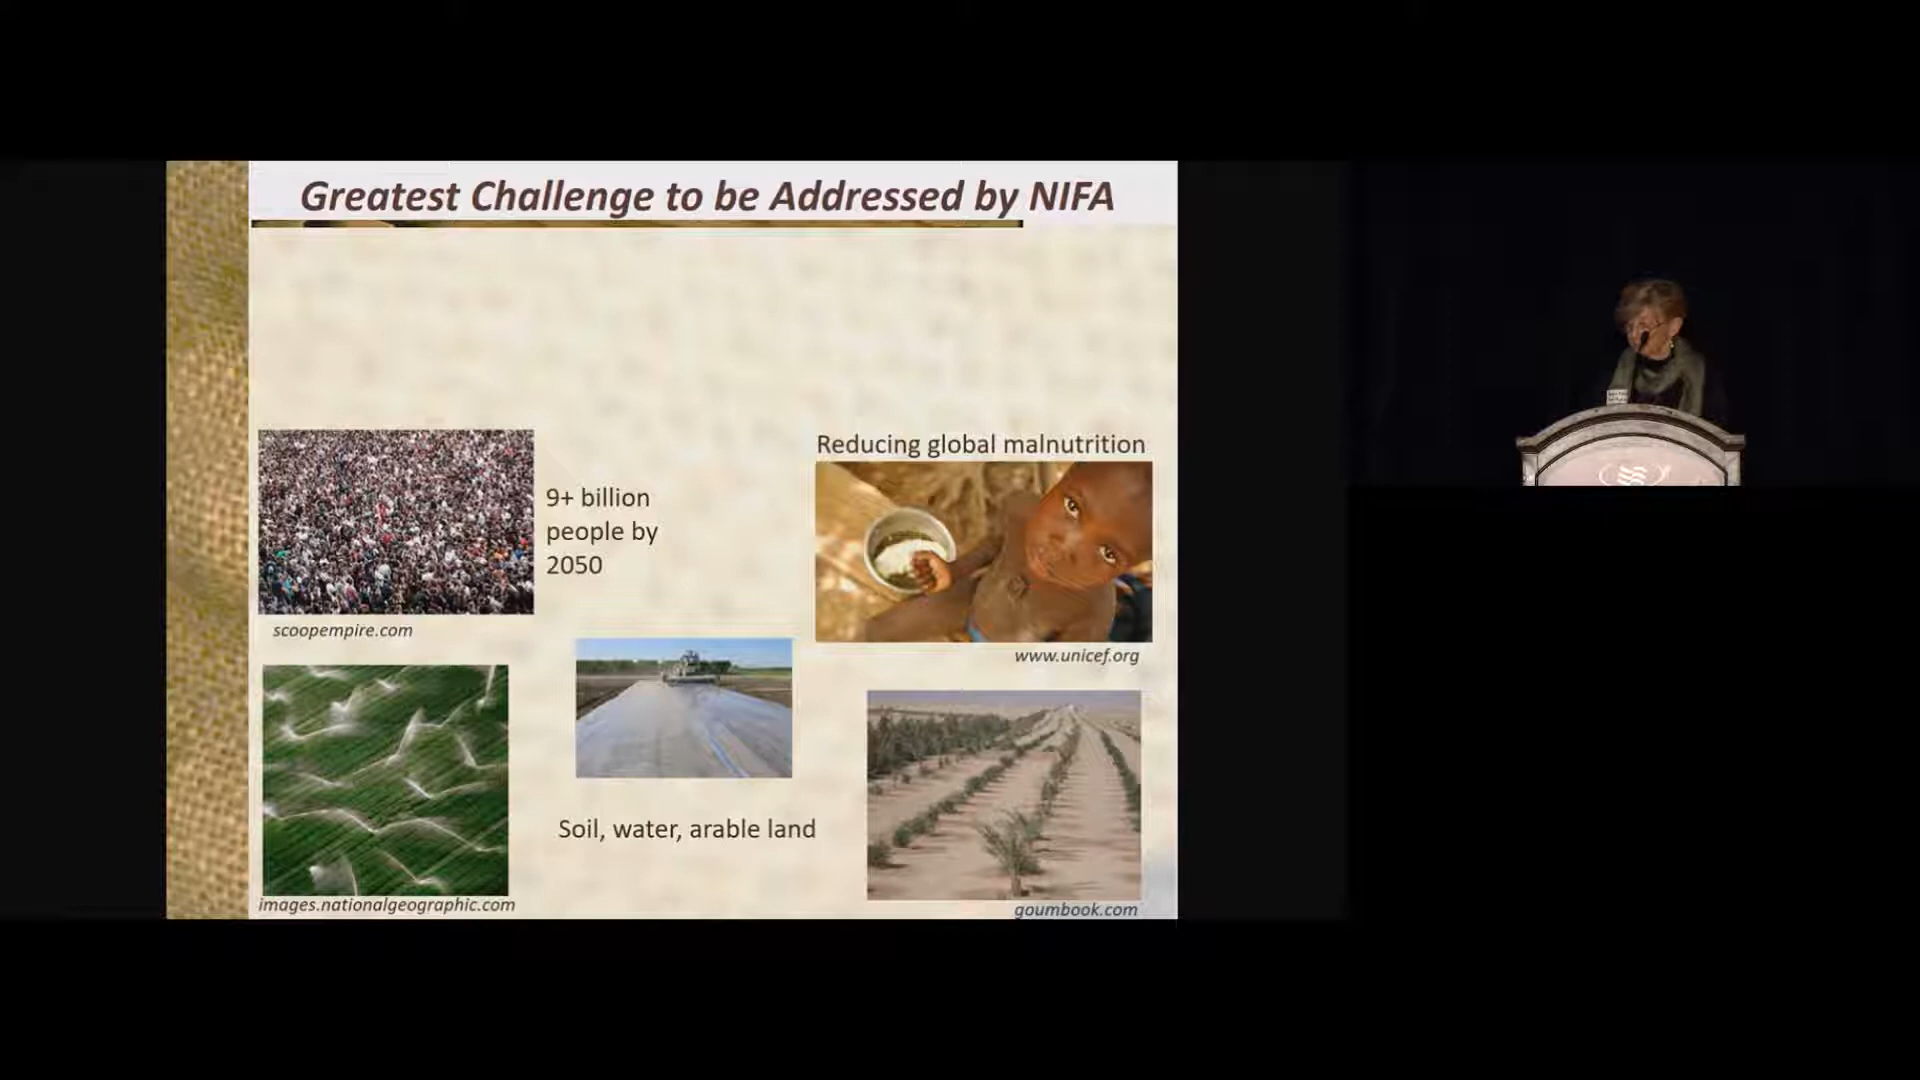 Greatest Challenge to be Addressed by NIFA
Reducing global malnutrition
9+ billion
people by
2050
scoopempire.com
www.unicef.org
Soil, water, arable land
images.nationalgeographic.com
goumbook.com